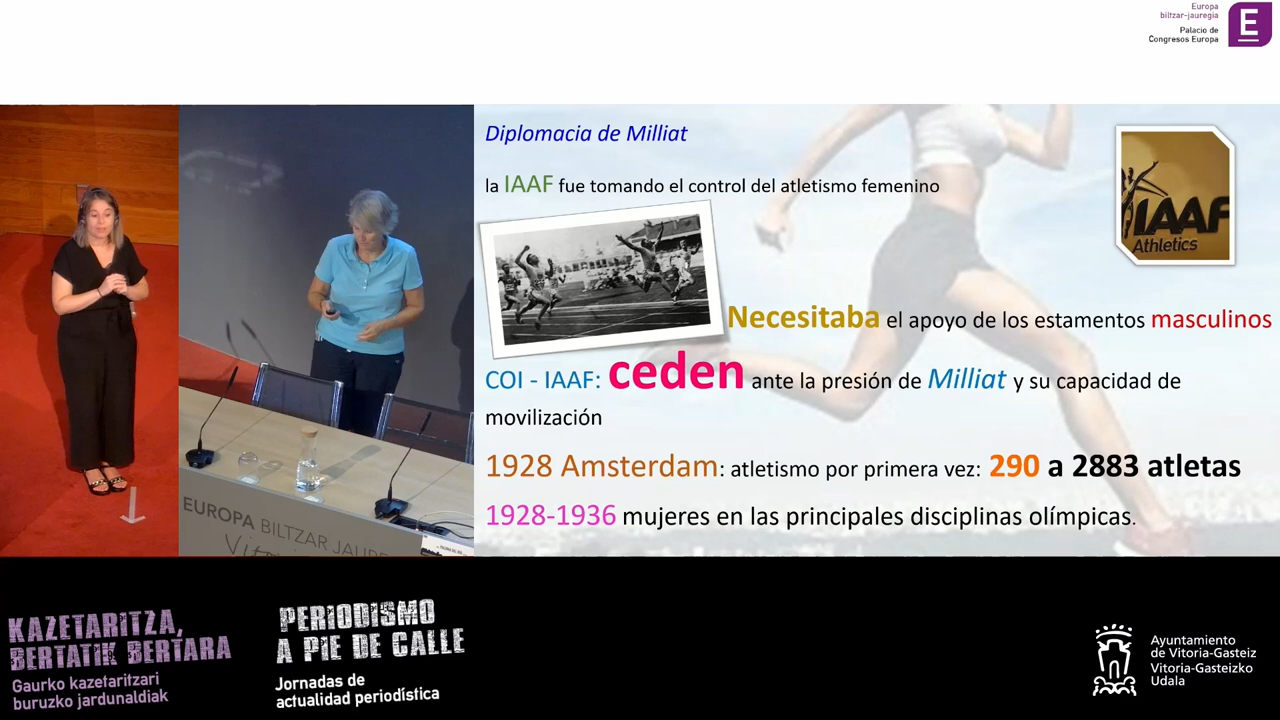 Europa
biltzar-jauregia
Palacio de
Congresos Europa
E
Diplomacia de Milliat
la IAAF fue tomando el control del atletismo femenino
IAAF
Athletics
Necesitaba el apoyo de los estamentos masculinos
COI - IAAF: ceden ante la presión de Milliat y su capacidad de
movilización
1928 Amsterdam: atletismo por primera vez: 290 a 2883 atletas
1928-1936 mujeres en las principales disciplinas olímpicas.
EUROPA BILTZAR JAURE
KAZETARITZA,
BERTATIK BERTARA
Gaurko kazetaritzari
buruzko jardunaldiak
PERIODISMO
A PIE DE CALLE
Jornadas de
actualidad periodística
Ayuntamiento
de Vitoria-Gasteiz
Vitoria-Gasteizko
Udala